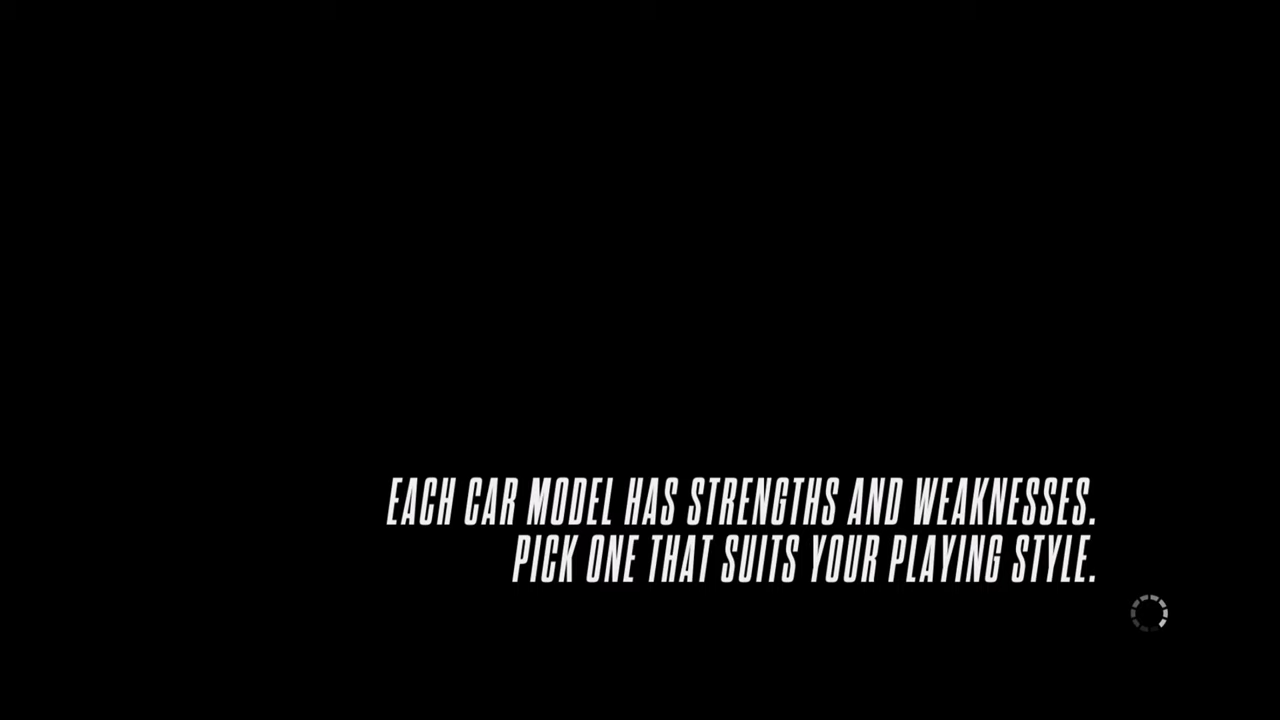 EACH CAR MODEL HAS STRENGTHS AND WEAKNESSES.
PICK ONE THAT SUITS YOUR PLAYING STYLE.